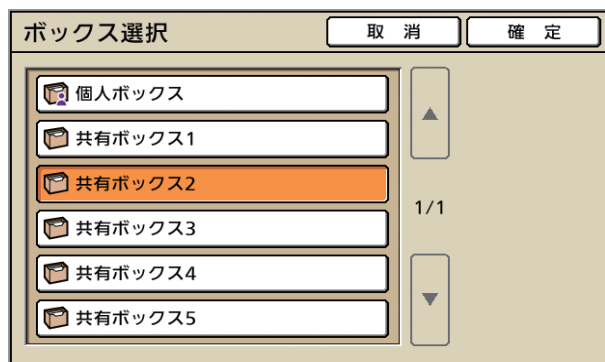 ボックス選択
取 消
確 定
個人ボックス
共有ボックス1
共有ボックス2
共有ボックス3
共有ボックス4
共有ボックス5
1/1